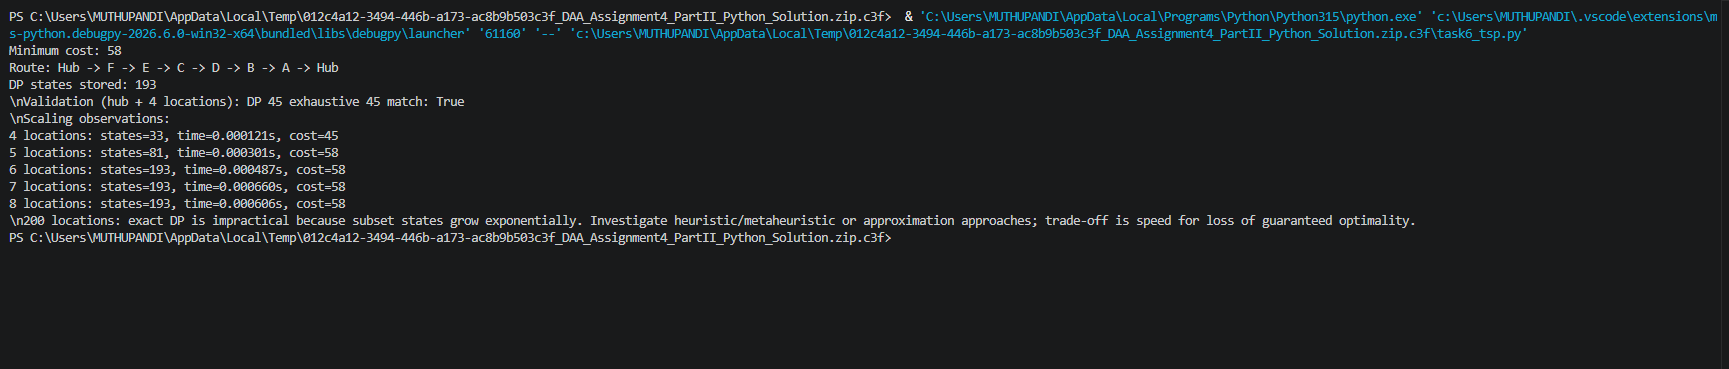 PS C:\Users\MUTHUPANDI\AppData\Local\Temp\012c4a12-3494-446b-a173-ac8b9b503c3f_DAA_Assignment4_PartII_Python_Solution.zip.c3f>  & 'C:\Users\MUTHUPANDI\AppData\Local\Programs\Python\Python315\python.exe' 'c:\Users\MUTHUPANDI\.vscode\extensions\m
s-python.debugpy-2026.6.0-win32-x64\bundled\libs\debugpy\launcher' '61160' '--' 'c:\Users\MUTHUPANDI\AppData\Local\Temp\012c4a12-3494-446b-a173-ac8b9b503c3f_DAA_Assignment4_PartII_Python_Solution.zip.c3f\task6_tsp.py'
Minimum cost: 58
Route: Hub -> F -> E -> C -> D -> B -> A -> Hub
DP states stored: 193
\nValidation (hub + 4 locations): DP 45 exhaustive 45 match: True
\nScaling observations:
4 locations: states=33, time=0.000121s, cost=45
5 locations: states=81, time=0.000301s, cost=58
6 locations: states=193, time=0.000487s, cost=58
7 locations: states=193, time=0.000660s, cost=58
8 locations: states=193, time=0.000606s, cost=58
\n200 locations: exact DP is impractical because subset states grow exponentially. Investigate heuristic/metaheuristic or approximation approaches; trade-off is speed for loss of guaranteed optimality.
PS C:\Users\MUTHUPANDI\AppData\Local\Temp\012c4a12-3494-446b-a173-ac8b9b503c3f_DAA_Assignment4_PartII_Python_Solution.zip.c3f>